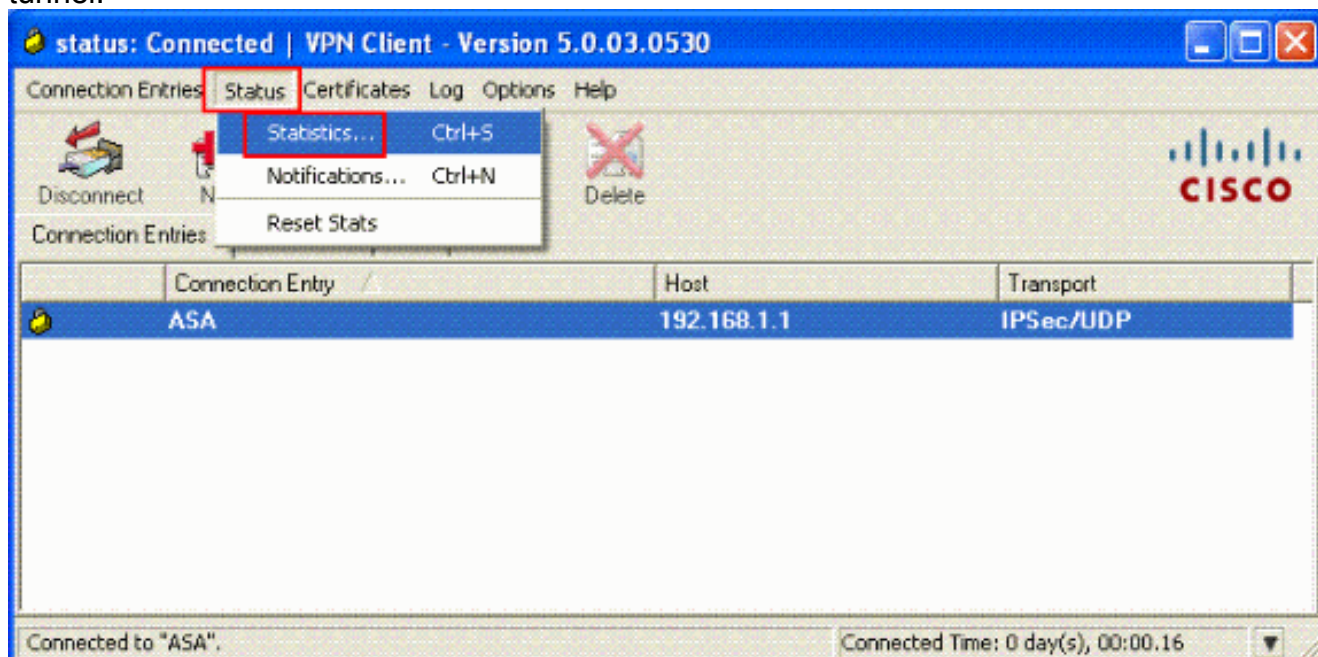 tunnel.
status: Connected | VPN Client - Version 5.0.03.0530
Connection Entries Status Certificates Log Options Help
Statistics... Ctrl+S
Notifications... Ctrl+N
Reset Stats
Disconnect N Delete
CISCO
Connection Entries
Connection Entry Host Transport
ASA 192.168.1.1 IPSec/UDP
Connected to "ASA". Connected Time: 0 day(s), 00:00.16